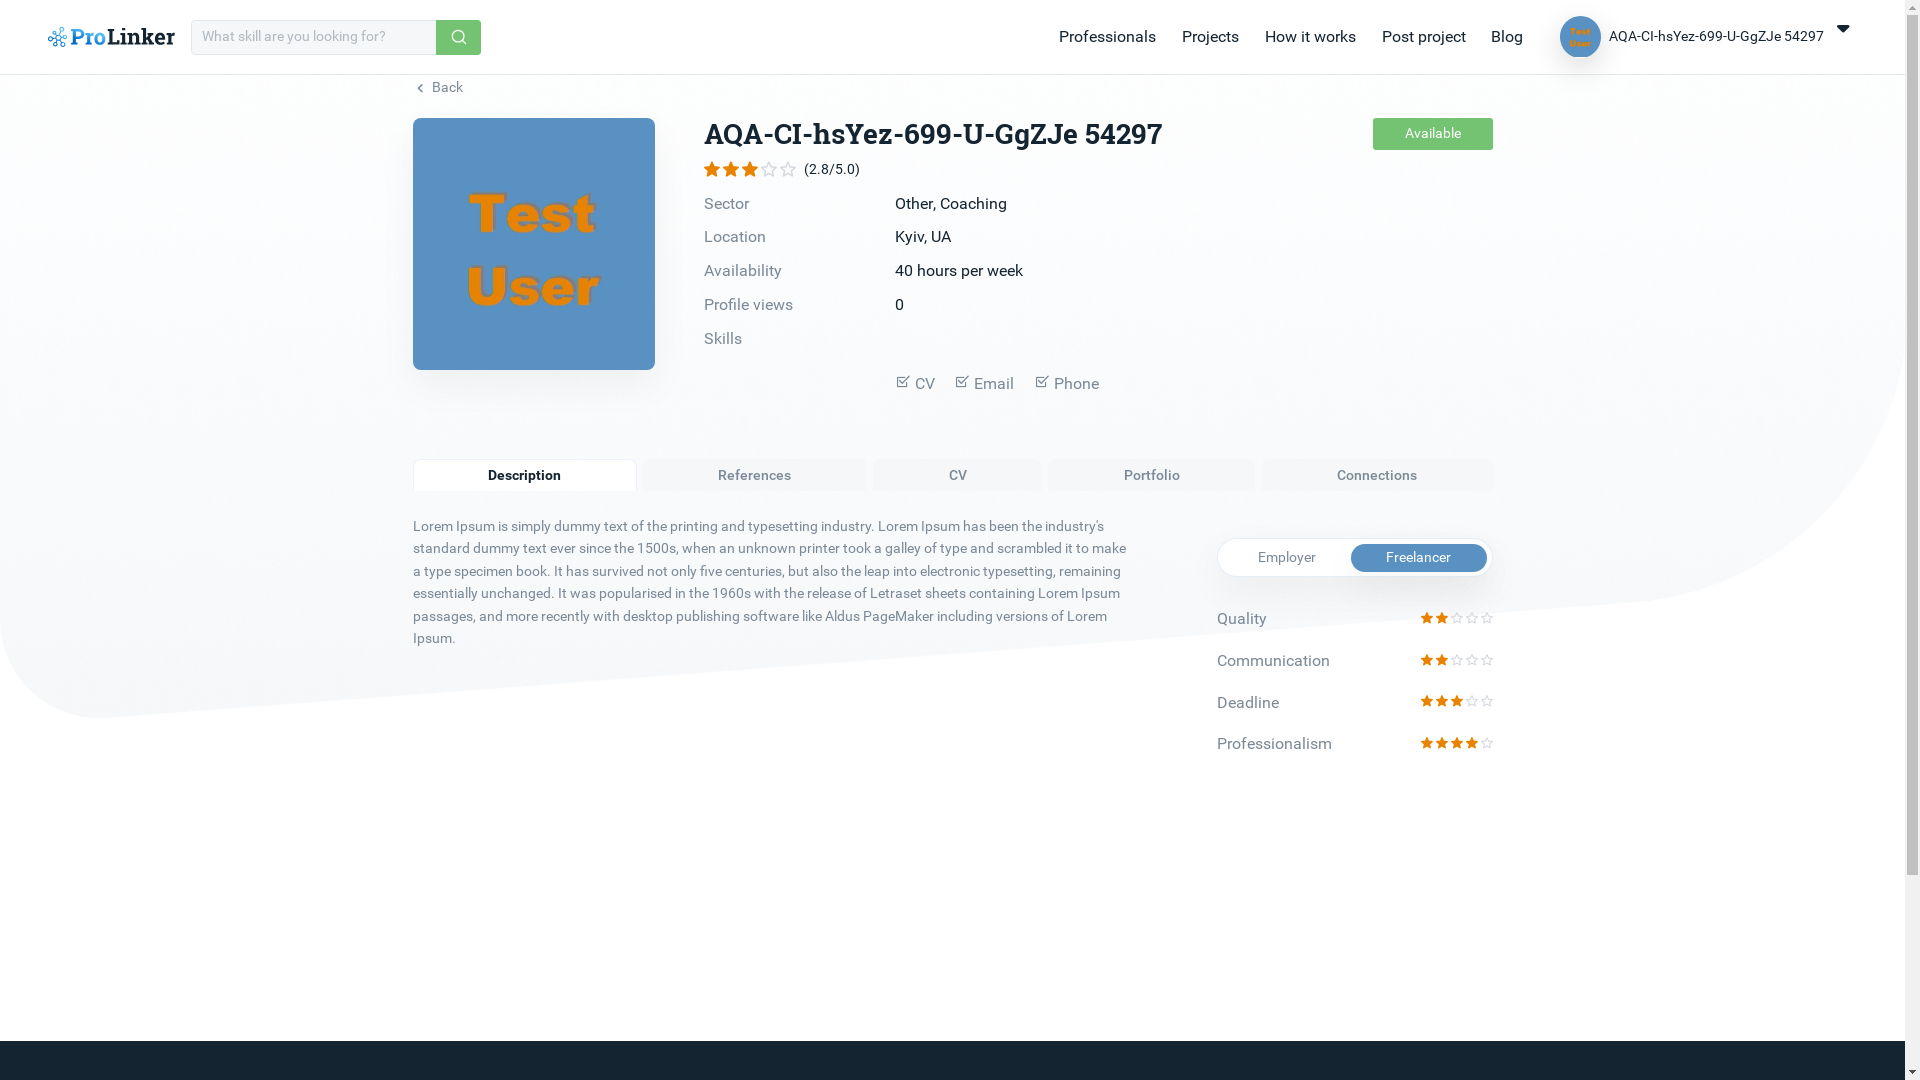 ProLinker
What skill are you looking for?
Professionals
Projects
How it works
Post project
Blog
Test
User
AQA-CI-hsYez-699-U-GgZJe 54297
Back
Test
User
AQA-CI-hsYez-699-U-GgZJe 54297
Available
(2.8/5.0)
Sector Other, Coaching
Location Kyiv, UA
Availability 40 hours per week
Profile views 0
Skills
CV Email Phone
Description References CV Portfolio Connections
Lorem Ipsum is simply dummy text of the printing and typesetting industry. Lorem Ipsum has been the industry's
standard dummy text ever since the 1500s, when an unknown printer took a galley of type and scrambled it to make
a type specimen book. It has survived not only five centuries, but also the leap into electronic typesetting, remaining
essentially unchanged. It was popularised in the 1960s with the release of Letraset sheets containing Lorem Ipsum
passages, and more recently with desktop publishing software like Aldus PageMaker including versions of Lorem
Ipsum.
Employer Freelancer
Quality
Communication
Deadline
Professionalism